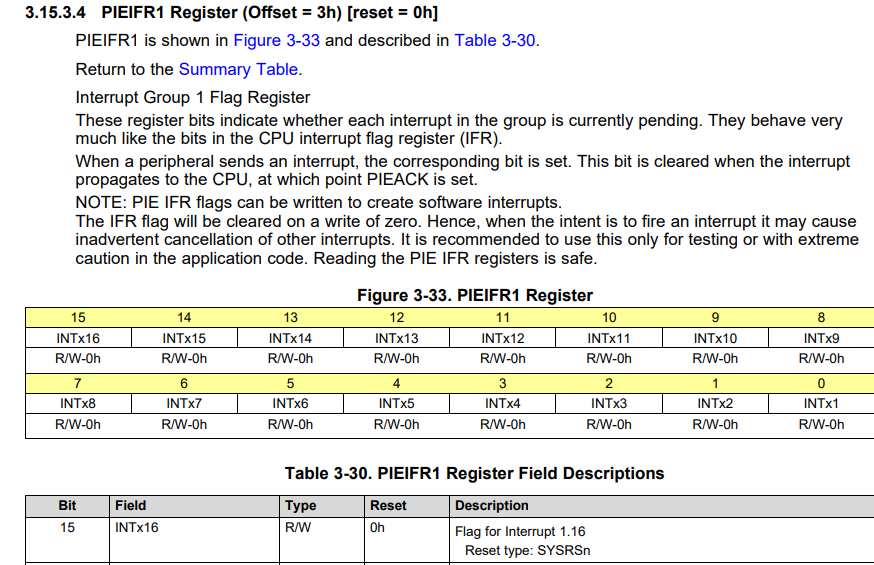 3.15.3.4 PIEIFR1 Register (Offset = 3h) [reset = 0h]
PIEIFR1 is shown in Figure 3-33 and described in Table 3-30.
Return to the Summary Table.
Interrupt Group 1 Flag Register
These register bits indicate whether each interrupt in the group is currently pending. They behave very
much like the bits in the CPU interrupt flag register (IFR).
When a peripheral sends an interrupt, the corresponding bit is set. This bit is cleared when the interrupt
propagates to the CPU, at which point PIEACK is set.
NOTE: PIE IFR flags can be written to create software interrupts.
The IFR flag will be cleared on a write of zero. Hence, when the intent is to fire an interrupt it may cause
inadvertent cancellation of other interrupts. It is recommended to use this only for testing or with extreme
caution in the application code. Reading the PIE IFR registers is safe.
Figure 3-33. PIEIFR1 Register
15 14 13 12 11 10 9 8
INTx16 INTx15 INTx14 INTx13 INTx12 INTx11 INTx10 INTx9
R/W-0h R/W-0h R/W-0h R/W-0h R/W-0h R/W-0h R/W-0h R/W-0h
7 6 5 4 3 2 1 0
INTx8 INTx7 INTx6 INTx5 INTx4 INTx3 INTx2 INTx1
R/W-0h R/W-0h R/W-0h R/W-0h R/W-0h R/W-0h R/W-0h R/W-0h
Table 3-30. PIEIFR1 Register Field Descriptions
Bit Field Type Reset Description
15 INTx16 R/W 0h Flag for Interrupt 1.16
Reset type: SYSRSn